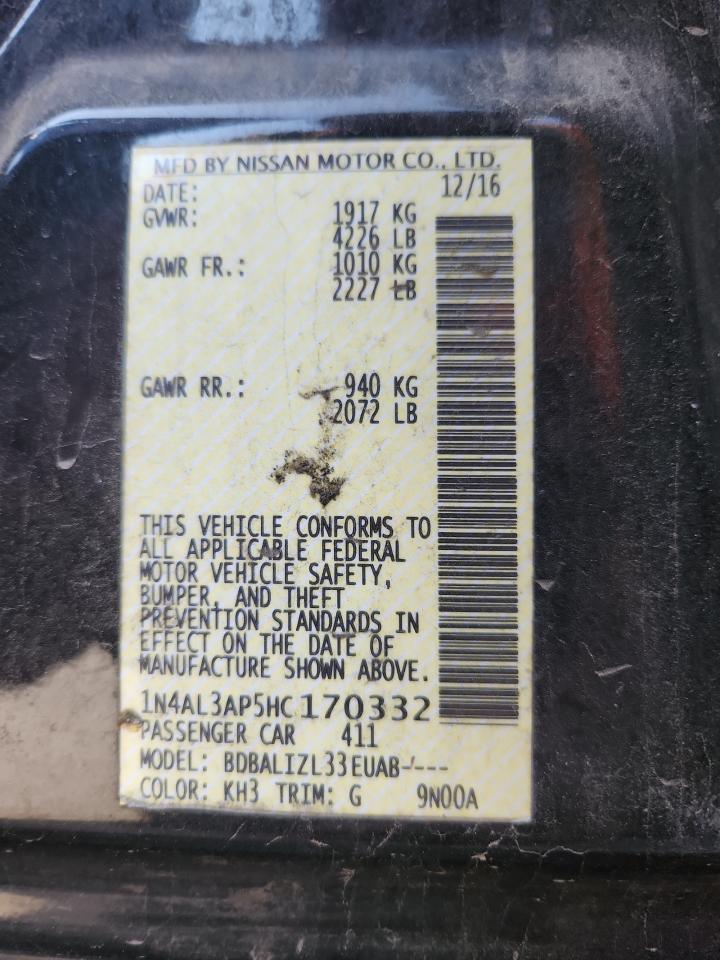 MFD BY NISSAN MOTOR CO., LTD.
DATE: 12/16
GVWR: 1917 KG
4226 LB
GAWR FR.: 1010 KG
2227 LB
GAWR RR.: 940 KG
2072 LB
THIS VEHICLE CONFORMS TO
ALL APPLICABLE FEDERAL
MOTOR VEHICLE SAFETY,
BUMPER, AND THEFT
PREVENTION STANDARDS IN
EFFECT ON THE DATE OF
MANUFACTURE SHOWN ABOVE.
1N4AL3AP5HC170332
PASSENGER CAR 411
MODEL: BDBALIZL33EUAB----
COLOR: KH3 TRIM: G 9N00A